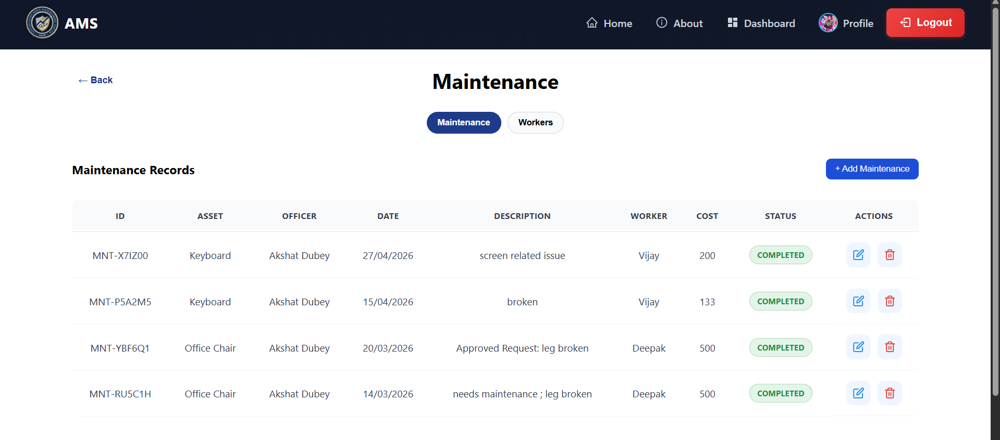 AMS
Home
About
Dashboard
Profile
Logout
← Back
Maintenance
Maintenance
Workers
Maintenance Records
+ Add Maintenance
ID ASSET OFFICER DATE DESCRIPTION WORKER COST STATUS ACTIONS
MNT-X7IZ00 Keyboard Akshat Dubey 27/04/2026 screen related issue Vijay 200 COMPLETED
MNT-P5A2M5 Keyboard Akshat Dubey 15/04/2026 broken Vijay 133 COMPLETED
MNT-YBF6Q1 Office Chair Akshat Dubey 20/03/2026 Approved Request: leg broken Deepak 500 COMPLETED
MNT-RU5C1H Office Chair Akshat Dubey 14/03/2026 needs maintenance ; leg broken Deepak 500 COMPLETED